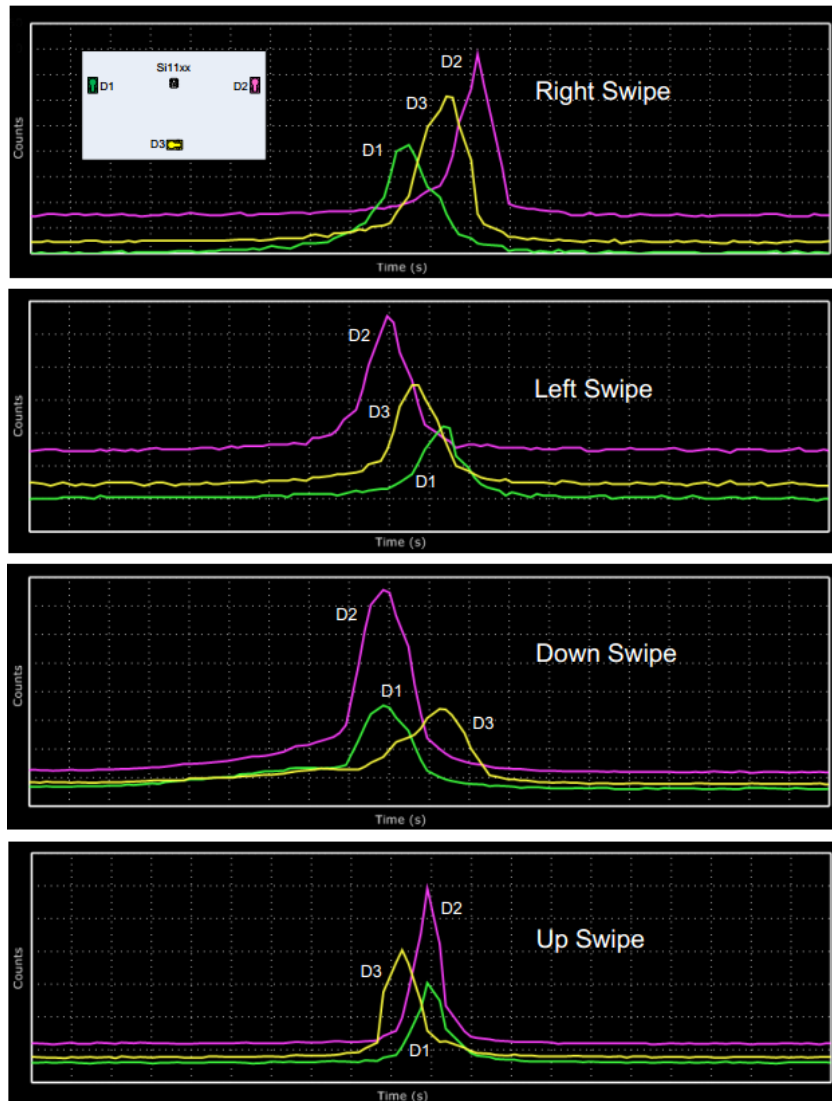 Si11xx
D1
D2
D3
D2
D3
D1
Right Swipe
Counts
Time (s)
D2
D3
D1
Left Swipe
Counts
Time (s)
D2
D1
D3
Down Swipe
Counts
Time (s)
D2
D3
D1
Up Swipe
Counts
Time (s)